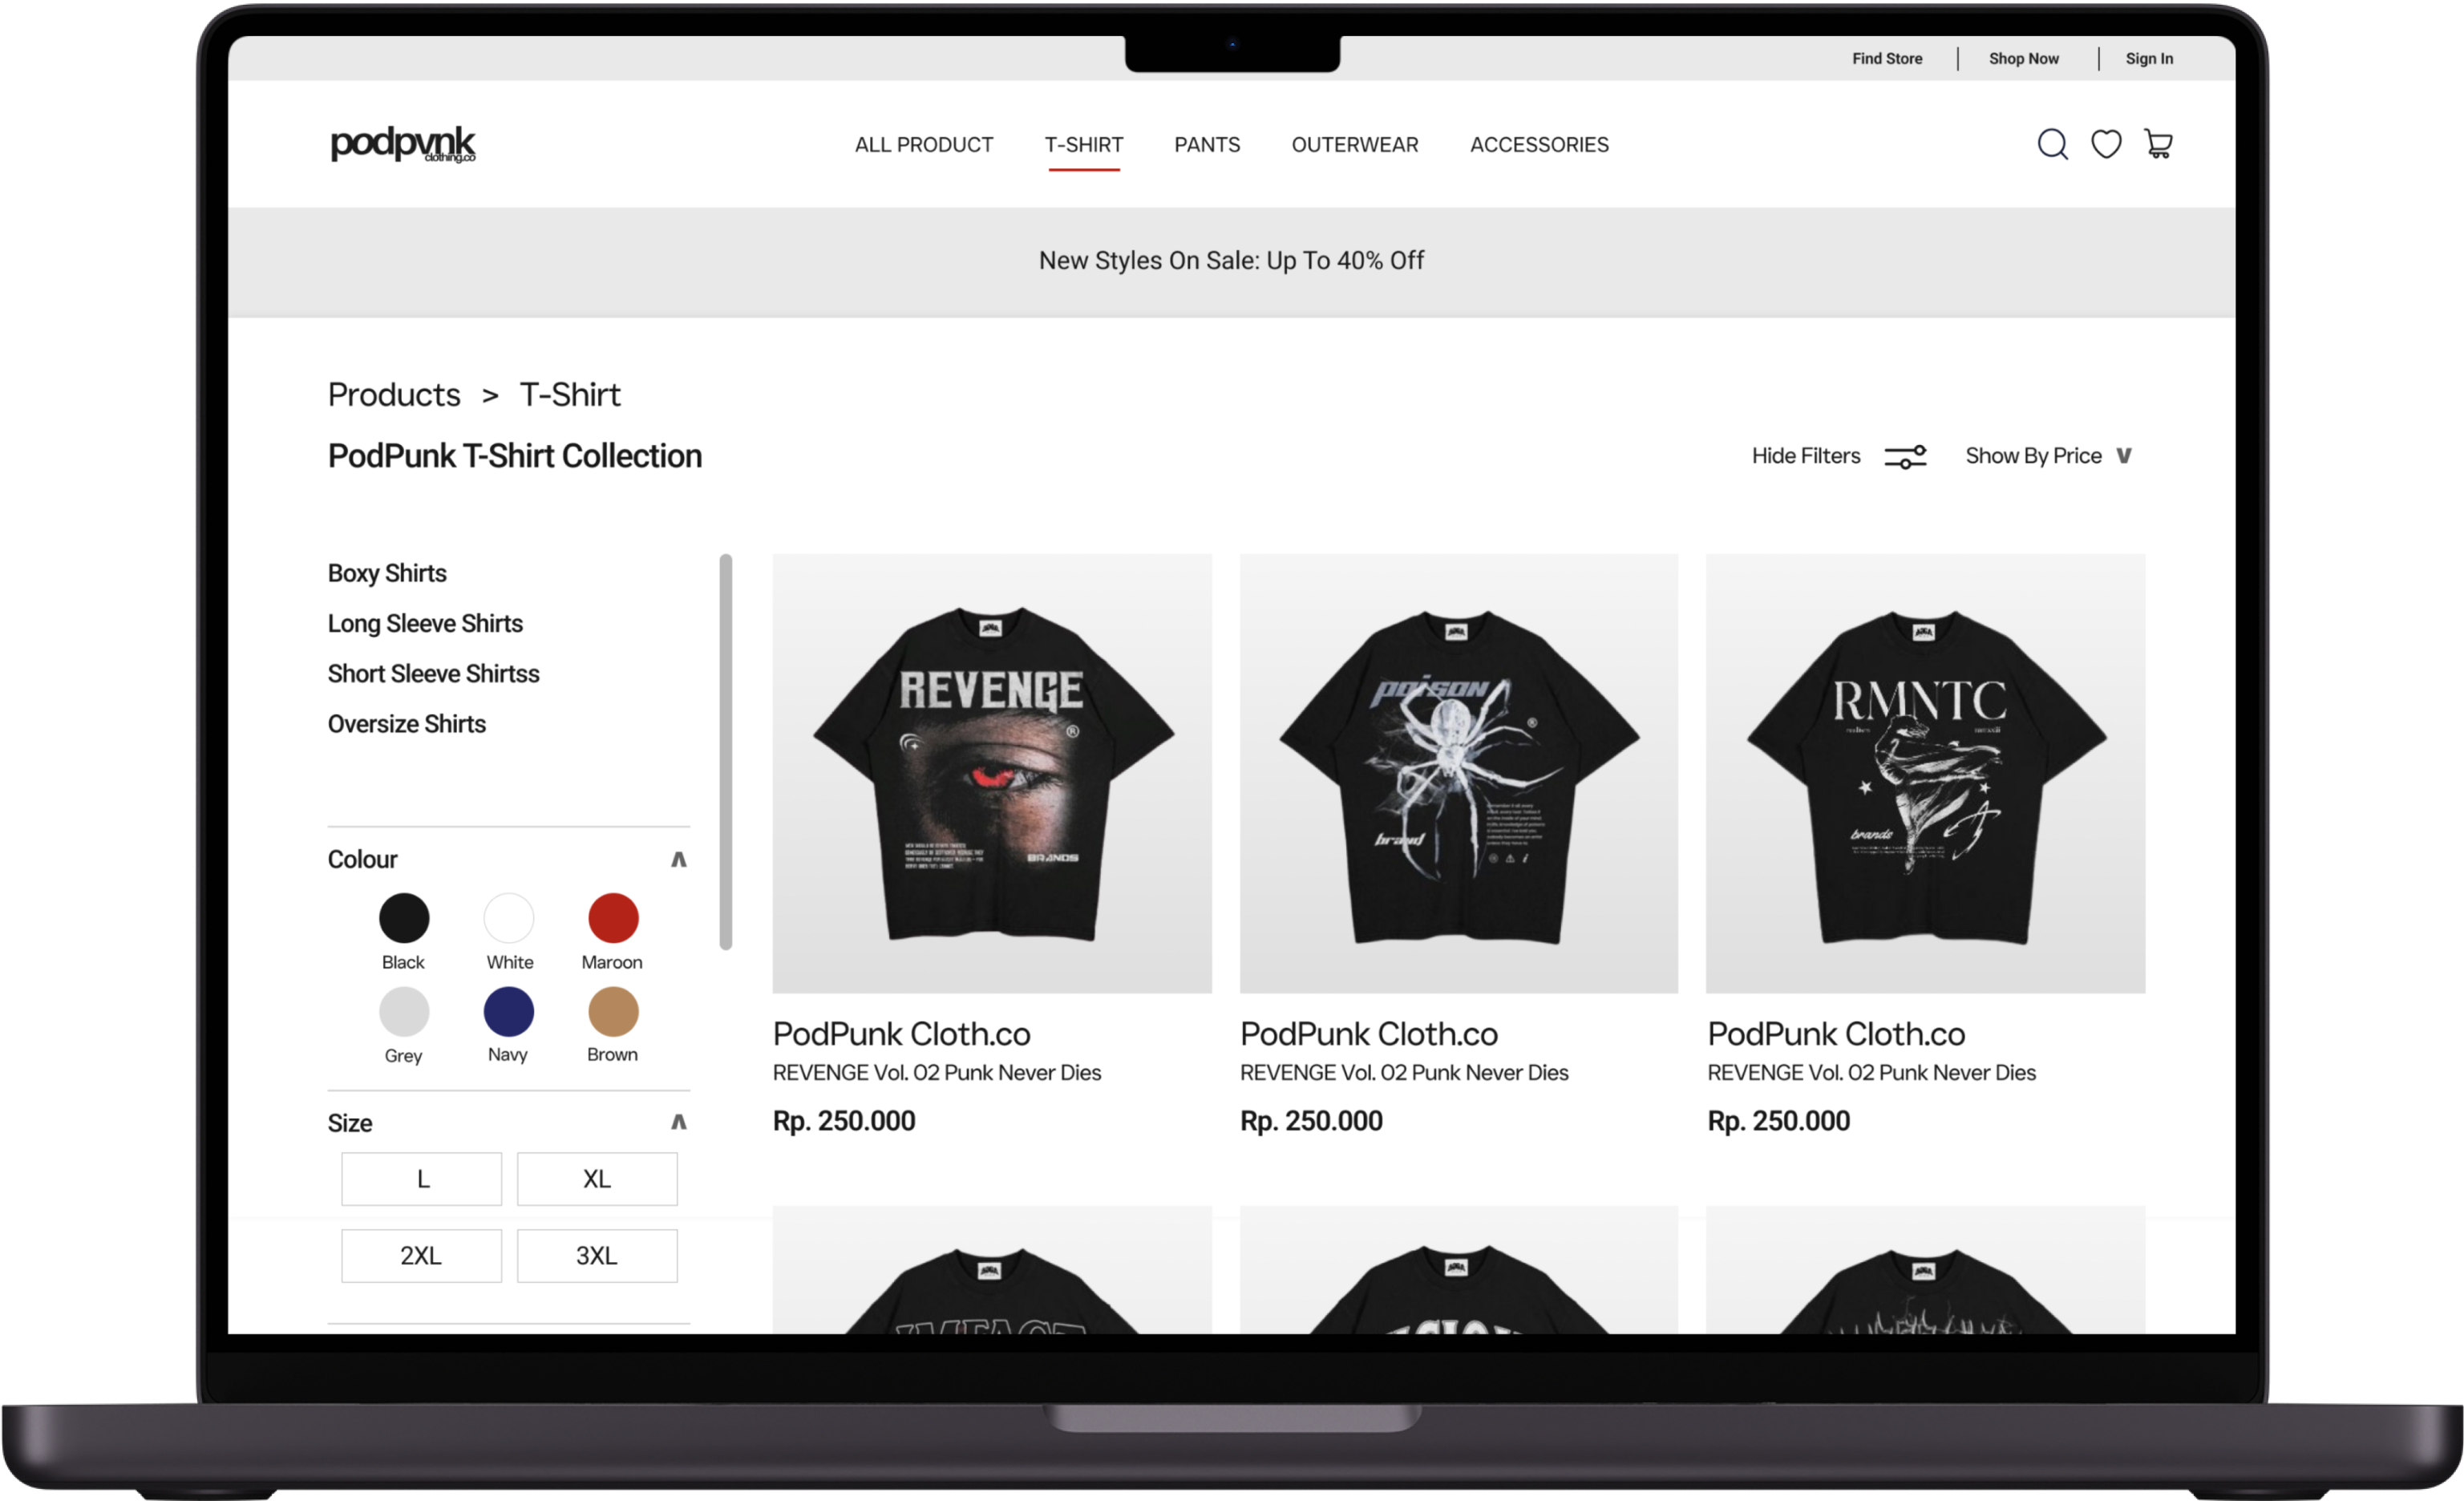 Find Store | Shop Now | Sign In
podpvnk
clothing.co
ALL PRODUCT T-SHIRT PANTS OUTERWEAR ACCESSORIES
New Styles On Sale: Up To 40% Off
Products > T-Shirt
PodPunk T-Shirt Collection
Hide Filters Show By Price
Boxy Shirts
Long Sleeve Shirts
Short Sleeve Shirtss
Oversize Shirts
Colour
Black White Maroon
Grey Navy Brown
Size
L XL
2XL 3XL
REVENGE
®
BRANDS
poison
®
brand
RMNTC
brands
PodPunk Cloth.co PodPunk Cloth.co PodPunk Cloth.co
REVENGE Vol. 02 Punk Never Dies REVENGE Vol. 02 Punk Never Dies REVENGE Vol. 02 Punk Never Dies
Rp. 250.000 Rp. 250.000 Rp. 250.000